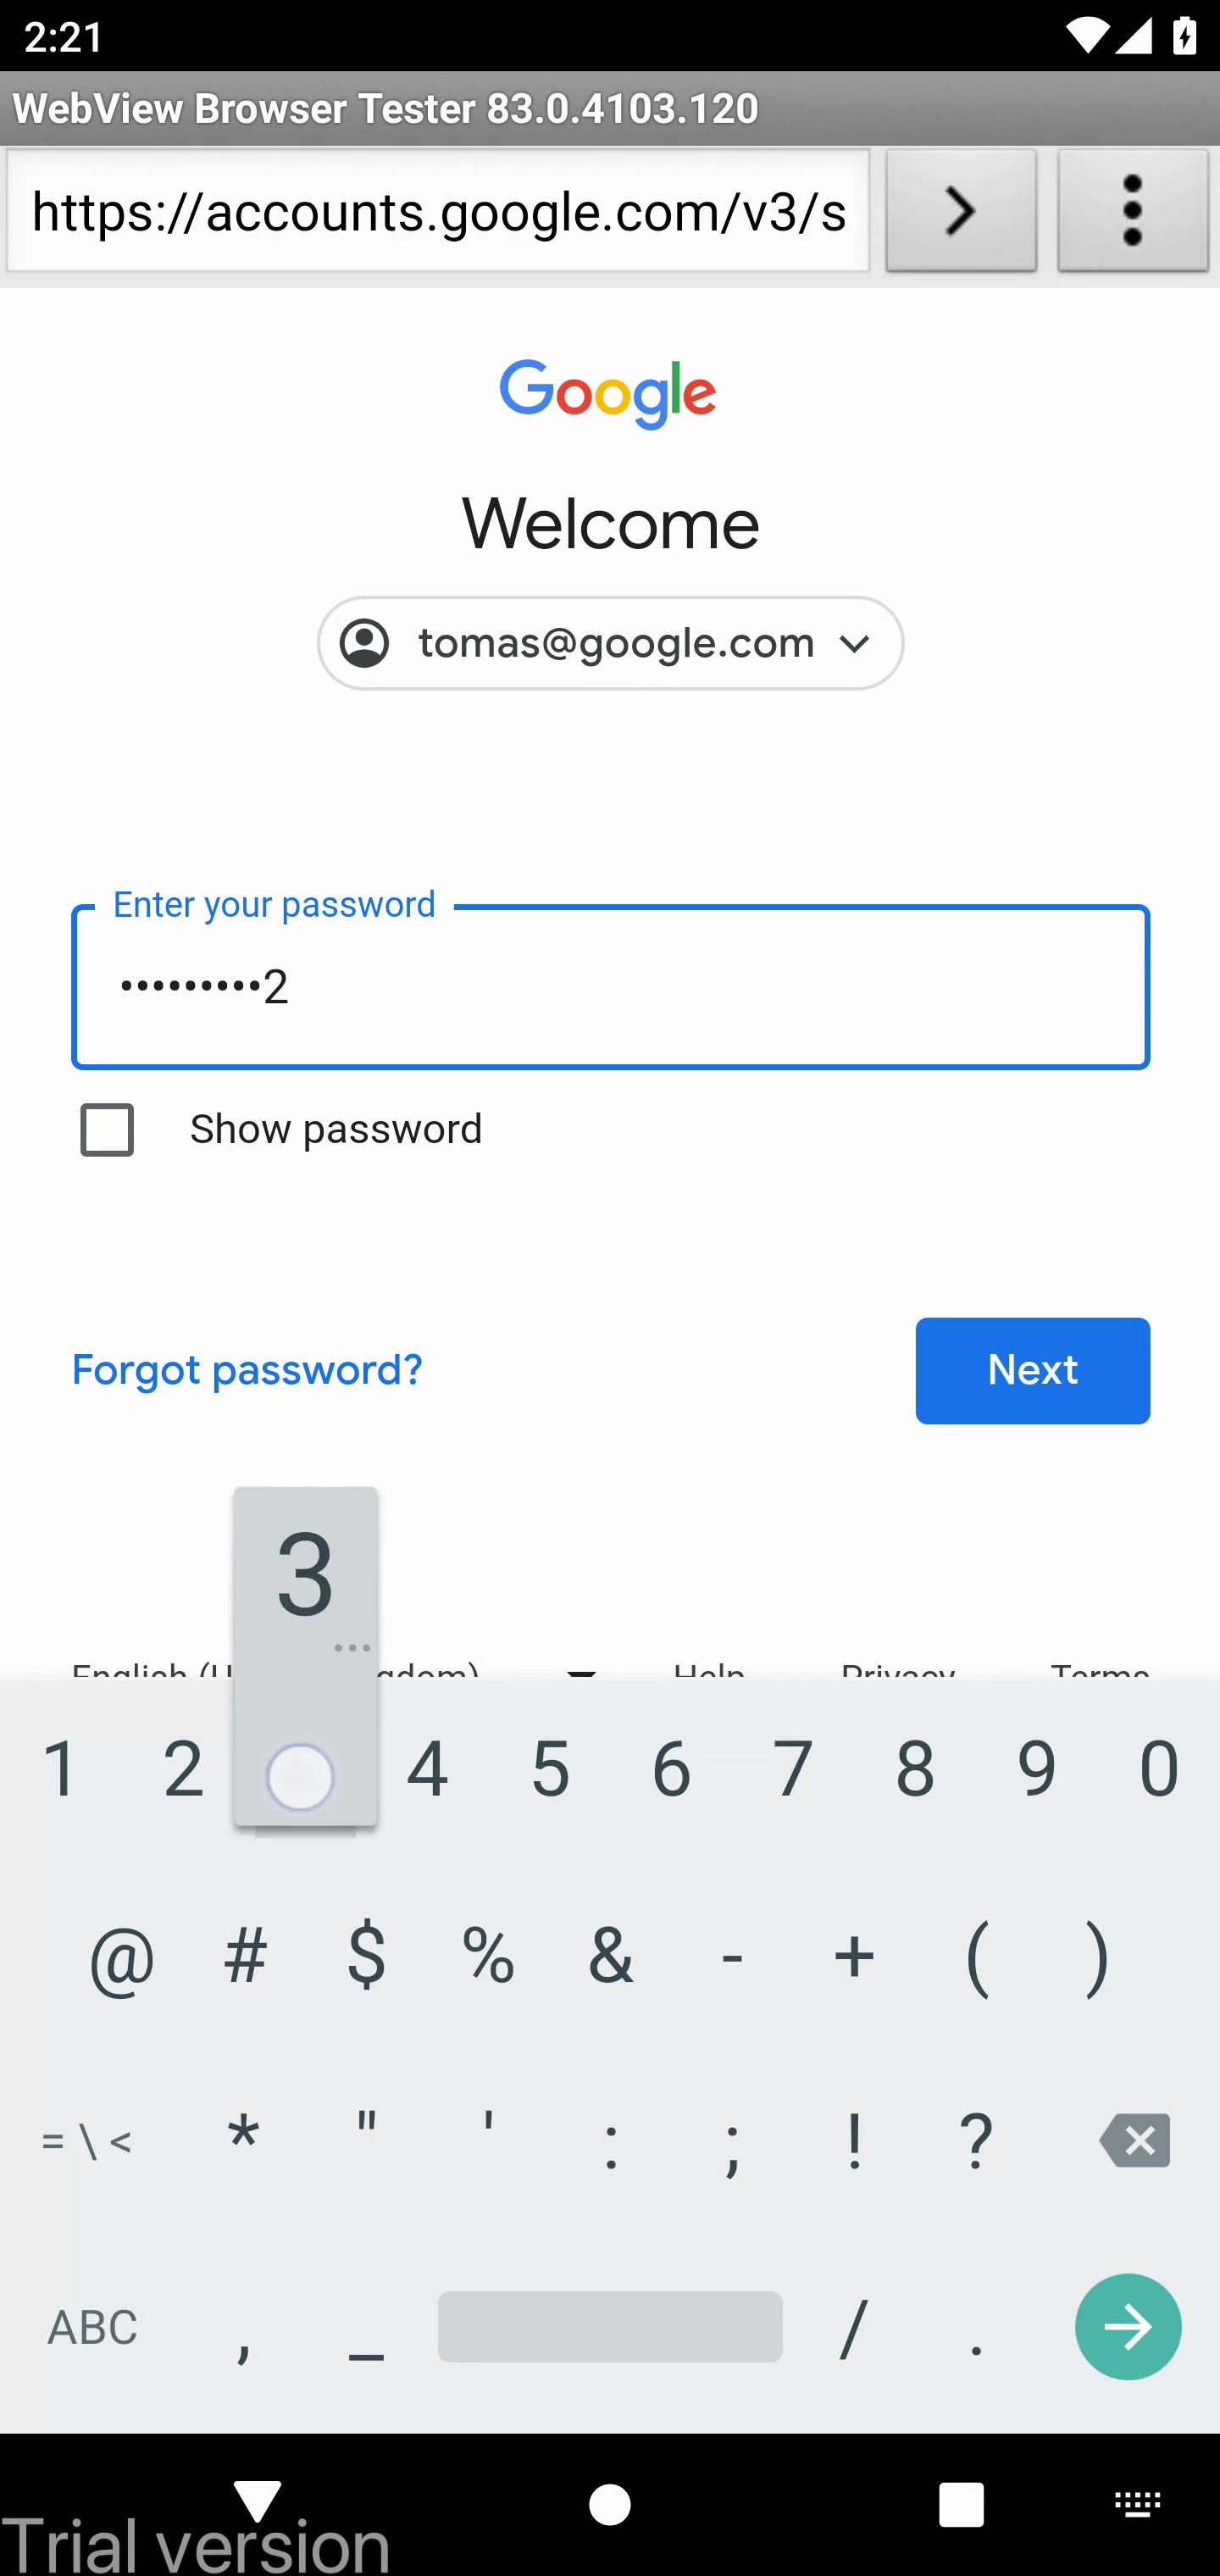 2:21
WebView Browser Tester 83.0.4103.120
https://accounts.google.com/v3/s
Google
Welcome
tomas@google.com
Enter your password
•••••••••2
Show password
Forgot password?
Next
3
...
English (U gdom) Help Privacy Terms
1 2 4 5 6 7 8 9 0
@ # $ % & - + ( )
= \ < * " ' : ; ! ?
ABC , _ / .
Trial version